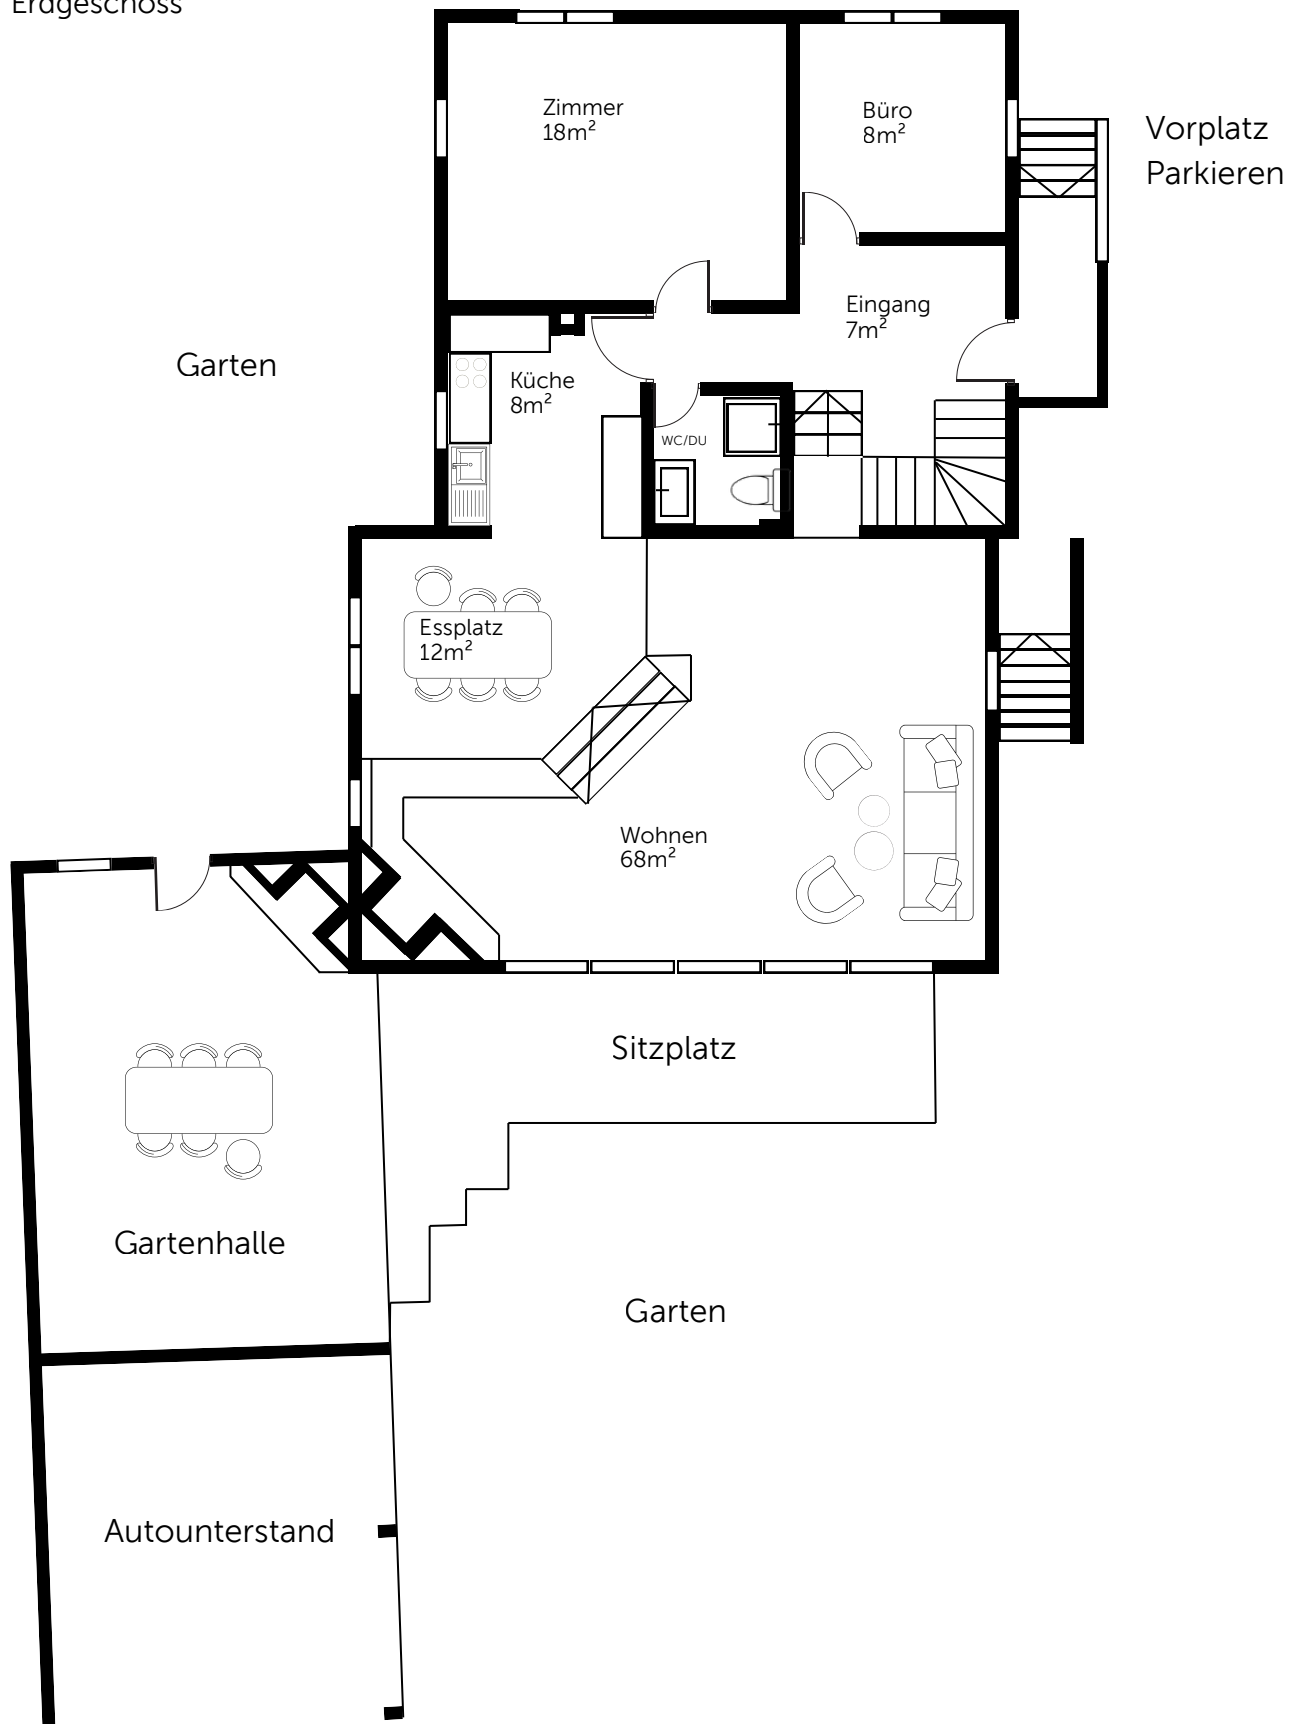 Erdgeschoss
Zimmer
18m²
Büro
8m²
Vorplatz
Parkieren
Eingang
7m²
Garten
Küche
8m²
WC/DU
Essplatz
12m²
Wohnen
68m²
Sitzplatz
Gartenhalle
Garten
Autounterstand